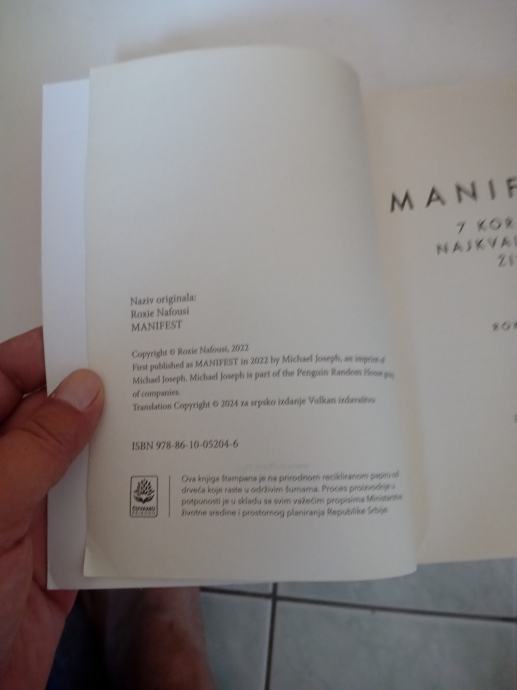 Naziv originala:
Roxie Nafousi
MANIFEST
Copyright © Roxie Nafousi, 2022
First published as MANIFEST in 2022 by Michael Joseph, an imprint of
Michael Joseph. Michael Joseph is part of the Penguin Random House
of companies.
Translation Copyright © 2024 za srpsko izdanje Vulkan izdavaštvo
ISBN 978-86-10-05204-6
Ova knjiga štampana je na prirodnom recikliranom papiru od
drveća koje raste u održivim šumama. Proces proizvodnje u
potpunosti je u skladu sa svim važećim propisima Ministarstva
životne sredine i prostornog planiranja Republike Srbije.
MANIF
7 KOR
NAJKVA
ŽI